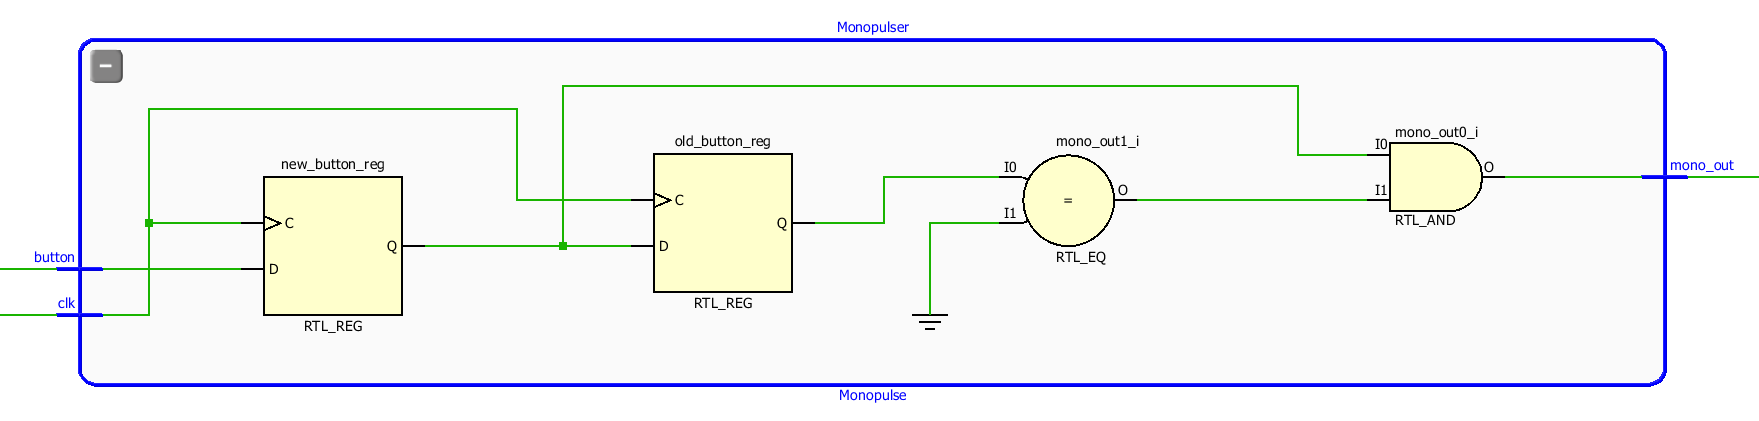 Monopulser
old_button_reg
mono_out1_i
mono_out0_i
new_button_reg
I0
O
mono_out
I0
I1
C
O
=
RTL_AND
C
Q
I1
Q
D
button
D
RTL_EQ
clk
RTL_REG
RTL_REG
Monopulse